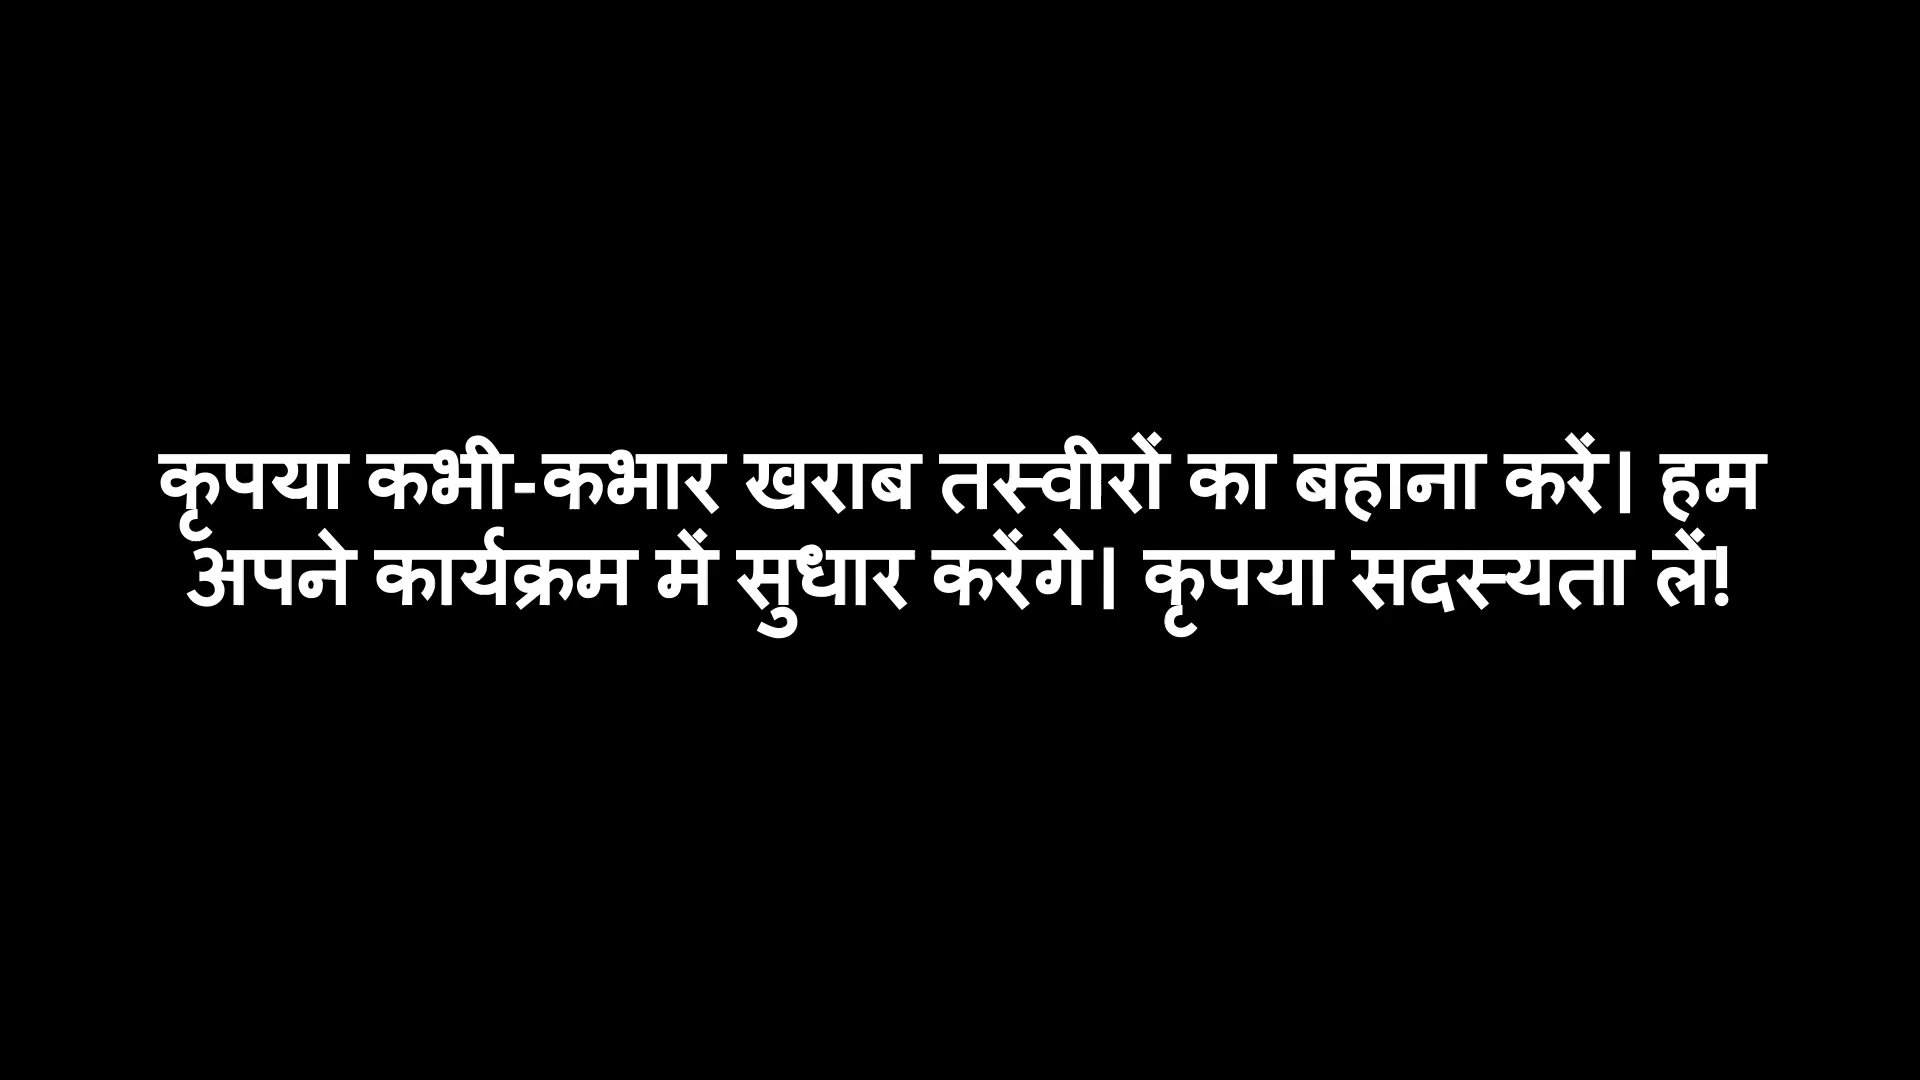 कृपया कभी-कभार खराब तस्वीरों का बहाना करें। हम
अपने कार्यक्रम में सुधार करेंगे। कृपया सदस्यता लें!